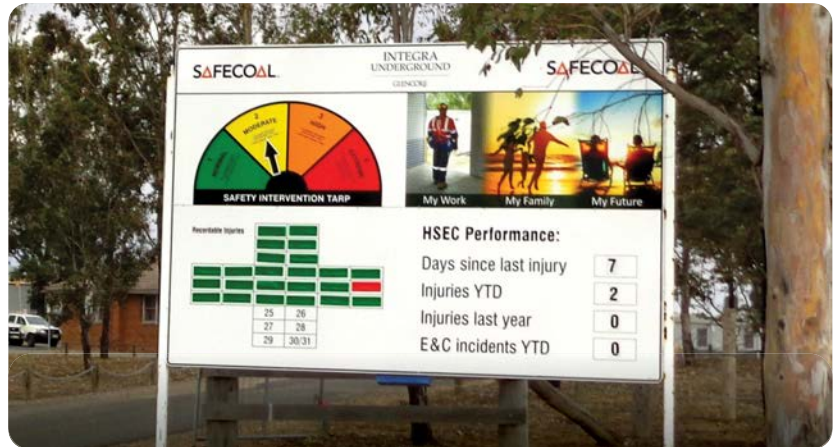 SAFECOAL
INTEGRA
UNDERGROUND
GLENCORE
SAFECOAL
1
2
MODERATE
3
HIGH
SAFETY INTERVENTION TARP
My Work
My Family
My Future
Recordable Injuries
25 26
27 28
29 30/31
HSEC Performance:
Days since last injury 7
Injuries YTD 2
Injuries last year 0
E&C incidents YTD 0